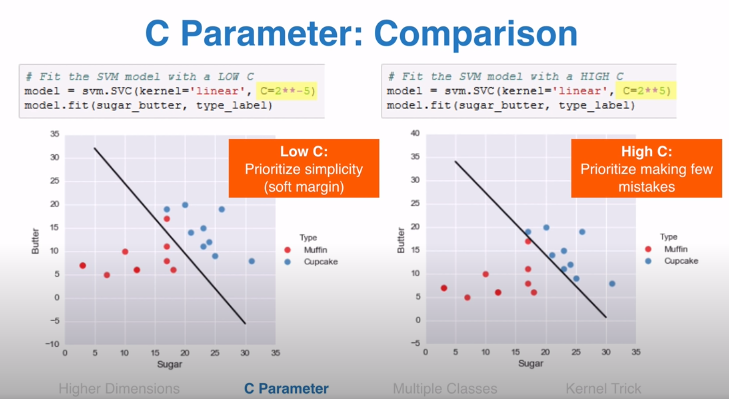 C Parameter: Comparison
# Fit the SVM model with a LOW C
model = svm.SVC(kernel='linear', C=2**-5)
model.fit(sugar_butter, type_label)
# Fit the SVM model with a HIGH C
model = svm.SVC(kernel='linear', C=2**5)
model.fit(sugar_butter, type_label)
Low C:
Prioritize simplicity
(soft margin)
35
30
25
20
15
10
5
0
−5
−10
Butter
0 5 10 15 20 25 30 35
Sugar
Type
Muffin
Cupcake
High C:
Prioritize making few
mistakes
40
35
30
25
20
15
10
5
0
−5
Butter
0 5 10 15 20 25 30 35
Sugar
Type
Muffin
Cupcake
Higher Dimensions C Parameter Multiple Classes Kernel Trick